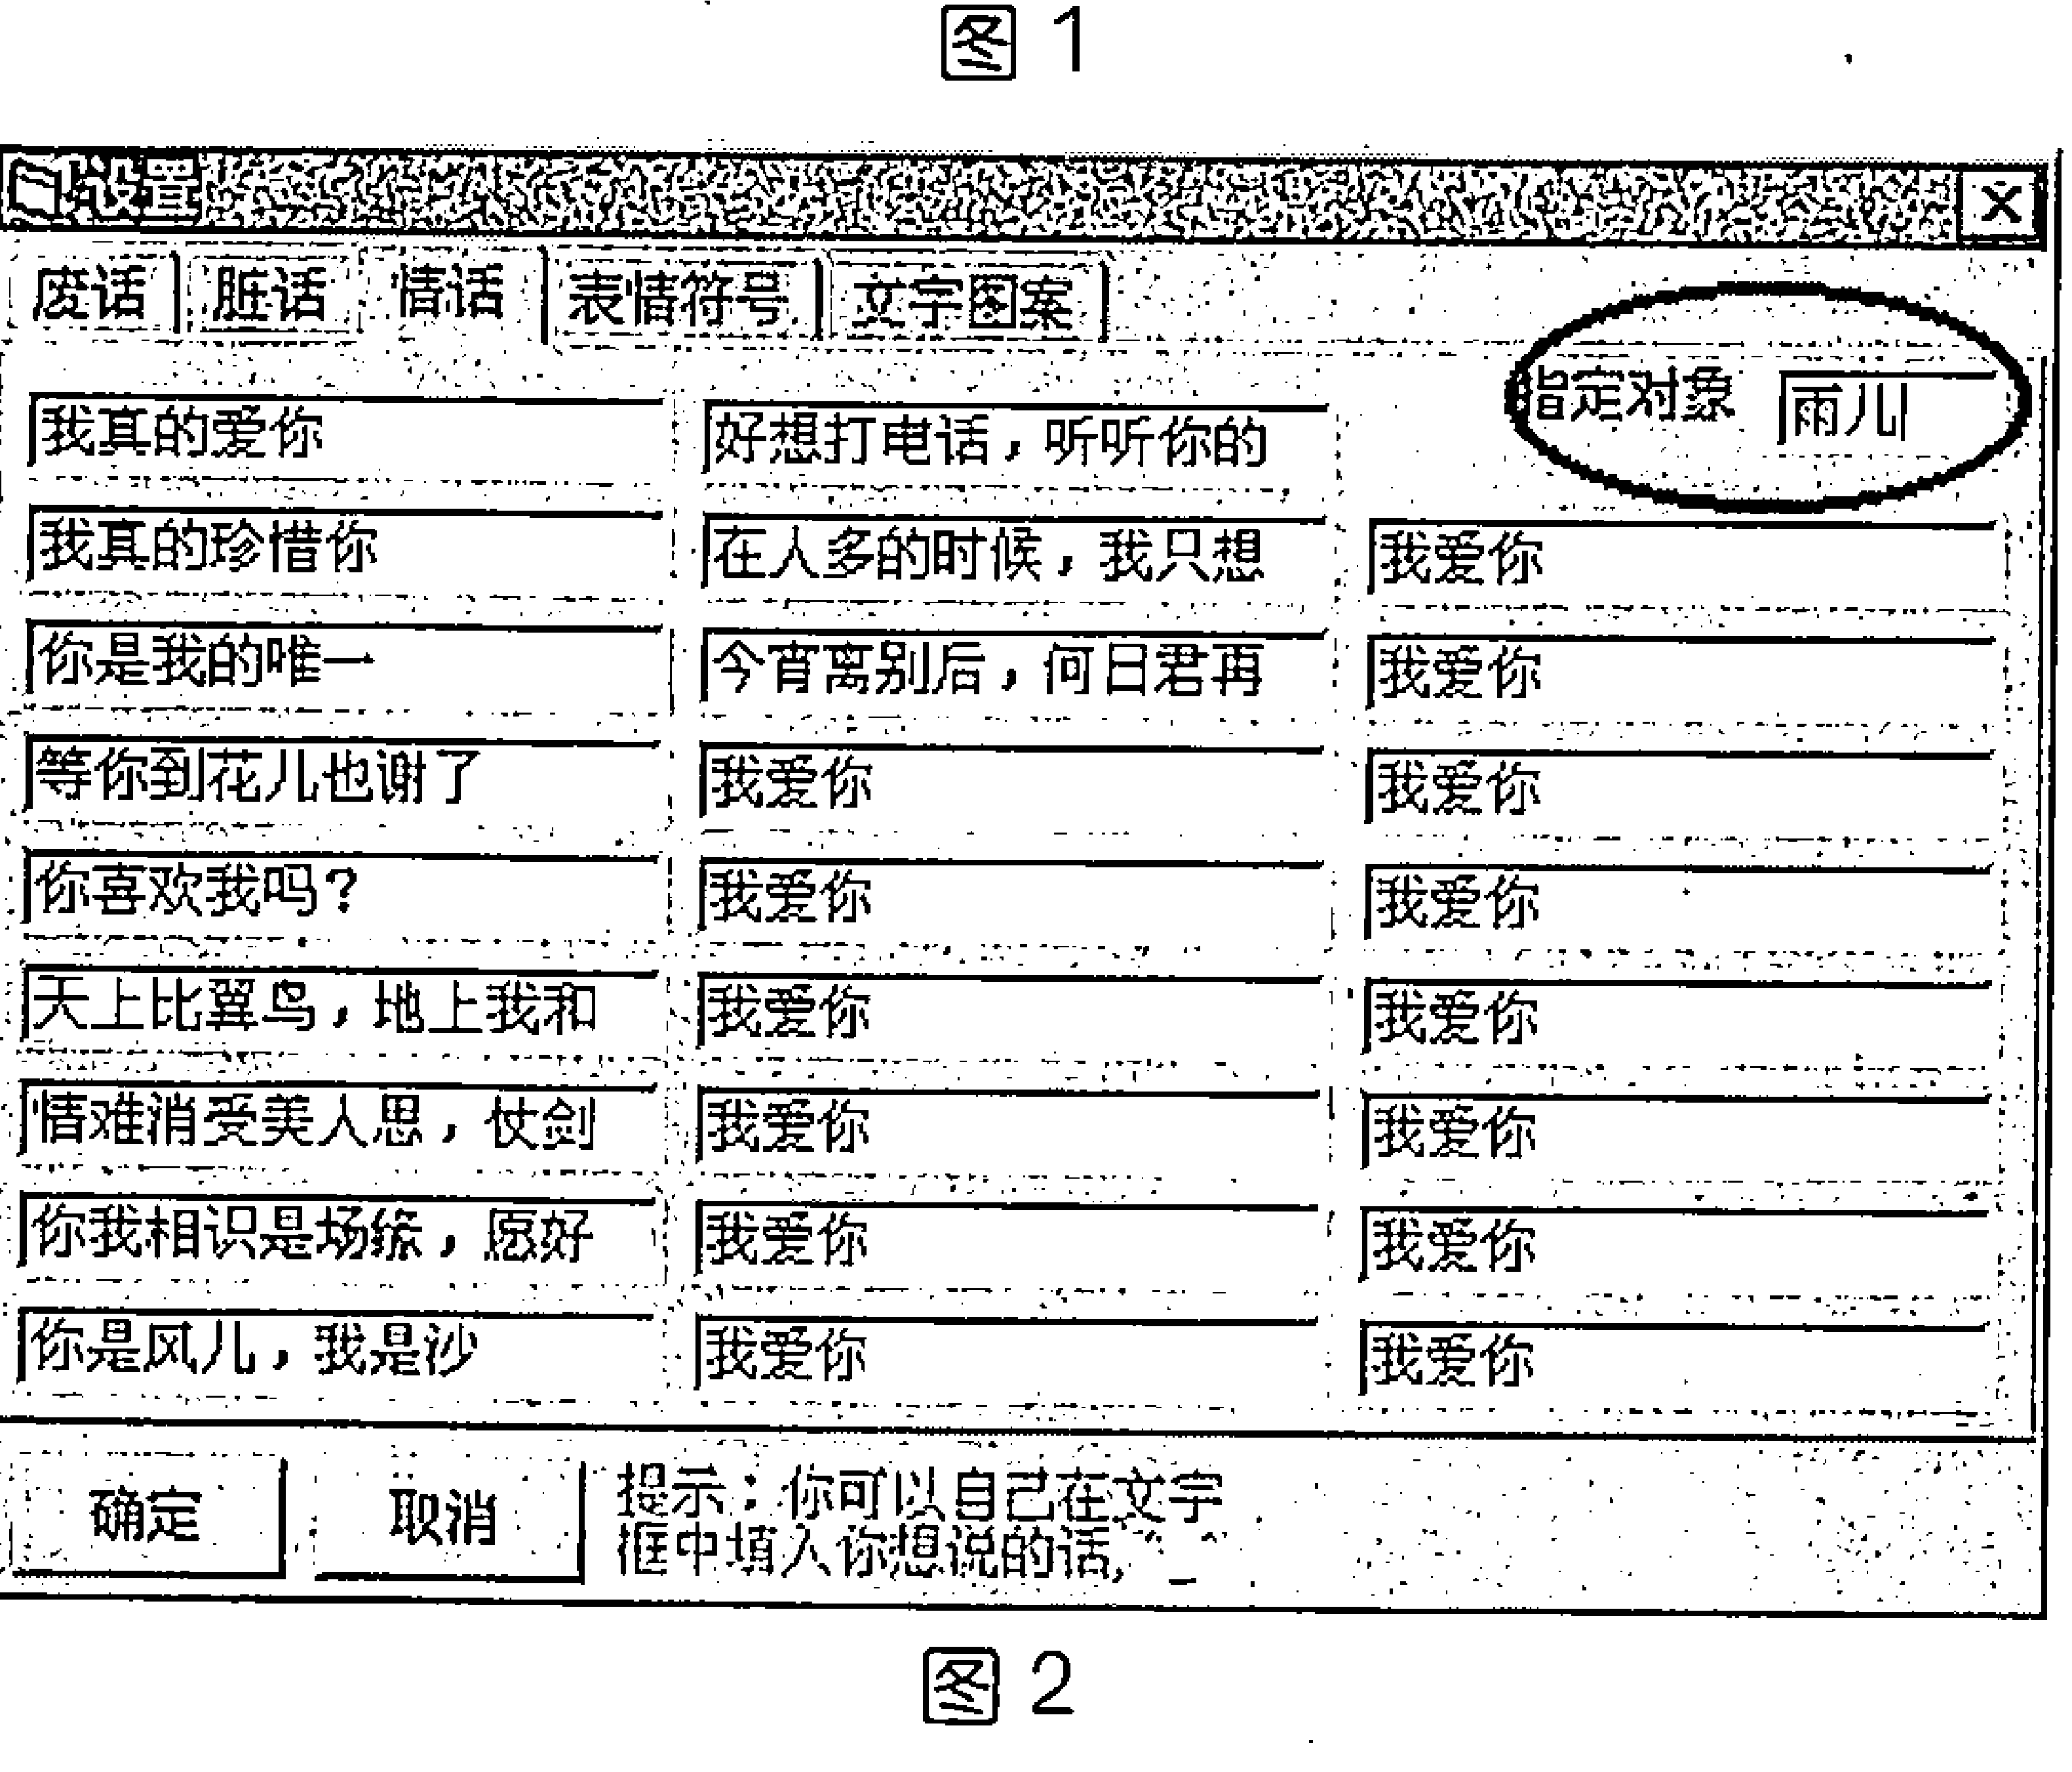 图 1
设置
废话 脏话 情话 表情符号 文字图案
指定对象 雨儿
我真的爱你
我真的珍惜你
你是我的唯一
等你到花儿也谢了
你喜欢我吗?
天上比翼鸟，地上我和
情难消受美人恩，仗剑
你我相识是场缘，愿好
你是风儿，我是沙
好想打电话，听听你的
在人多的时候，我只想
今宵离别后，何日君再
我爱你
我爱你
我爱你
我爱你
我爱你
我爱你
我爱你
我爱你
我爱你
我爱你
我爱你
我爱你
我爱你
我爱你
确定 取消
提示：你可以自己在文字
框中填入你想说的话,^_^
图 2